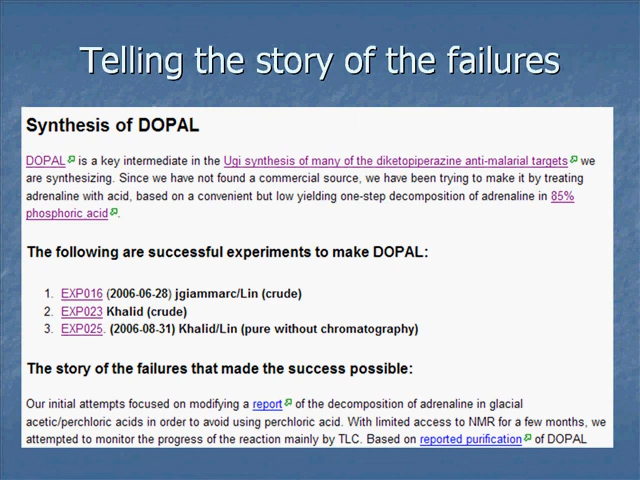 Telling the story of the failures
Synthesis of DOPAL
DOPAL is a key intermediate in the Ugi synthesis of many of the diketopiperazine anti-malarial targets we
are synthesizing. Since we have not found a commercial source, we have been trying to make it by treating
adrenaline with acid, based on a convenient but low yielding one-step decomposition of adrenaline in 85%
phosphoric acid.
The following are successful experiments to make DOPAL:
1. EXP016 (2006-06-28) jgiammarc/Lin (crude)
2. EXP023 Khalid (crude)
3. EXP025. (2006-08-31) Khalid/Lin (pure without chromatography)
The story of the failures that made the success possible:
Our initial attempts focused on modifying a report of the decomposition of adrenaline in glacial
acetic/perchloric acids in order to avoid using perchloric acid. With limited access to NMR for a few months, we
attempted to monitor the progress of the reaction mainly by TLC. Based on reported purification of DOPAL